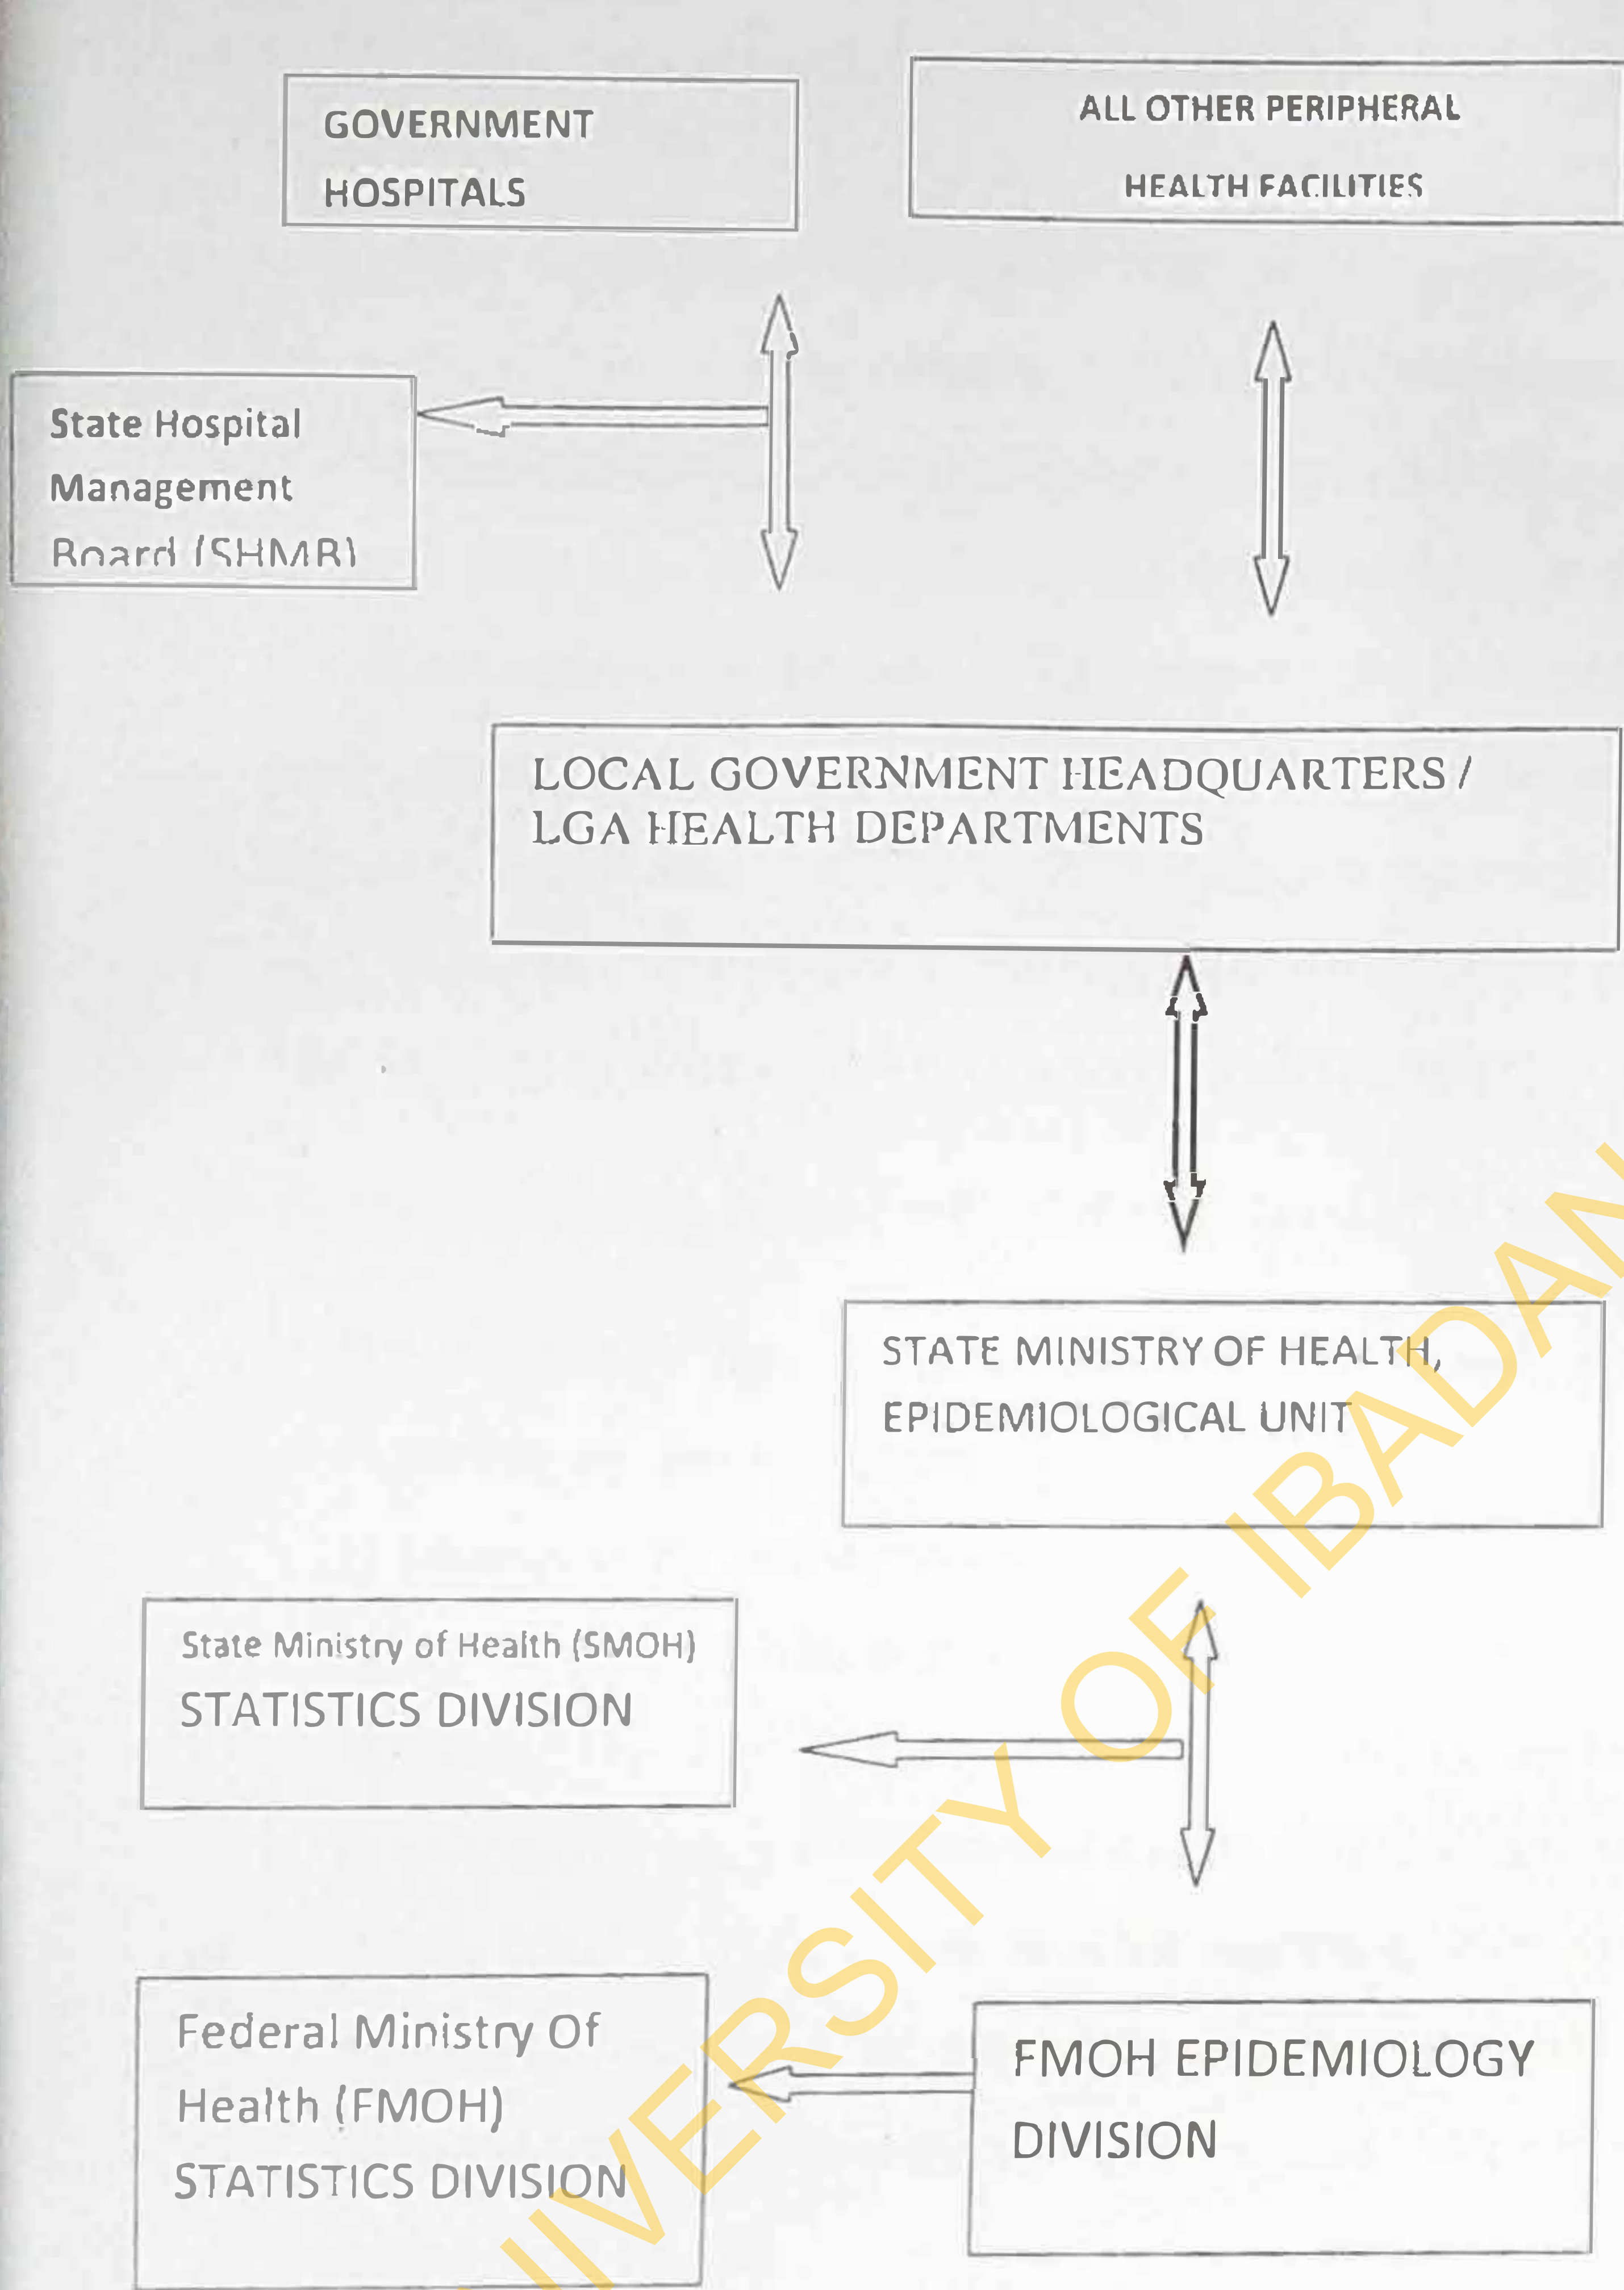 GOVERNMENT
HOSPITALS
ALL OTHER PERIPHERAL
HEALTH FACILITIES
State Hospital
Management
Board (SHMB)
LOCAL GOVERNMENT HEADQUARTERS /
LGA HEALTH DEPARTMENTS
STATE MINISTRY OF HEALTH,
EPIDEMIOLOGICAL UNIT
State Ministry of Health (SMOH)
STATISTICS DIVISION
Federal Ministry Of
Health (FMOH)
STATISTICS DIVISION
FMOH EPIDEMIOLOGY
DIVISION
IVERSITY OF IBADAN